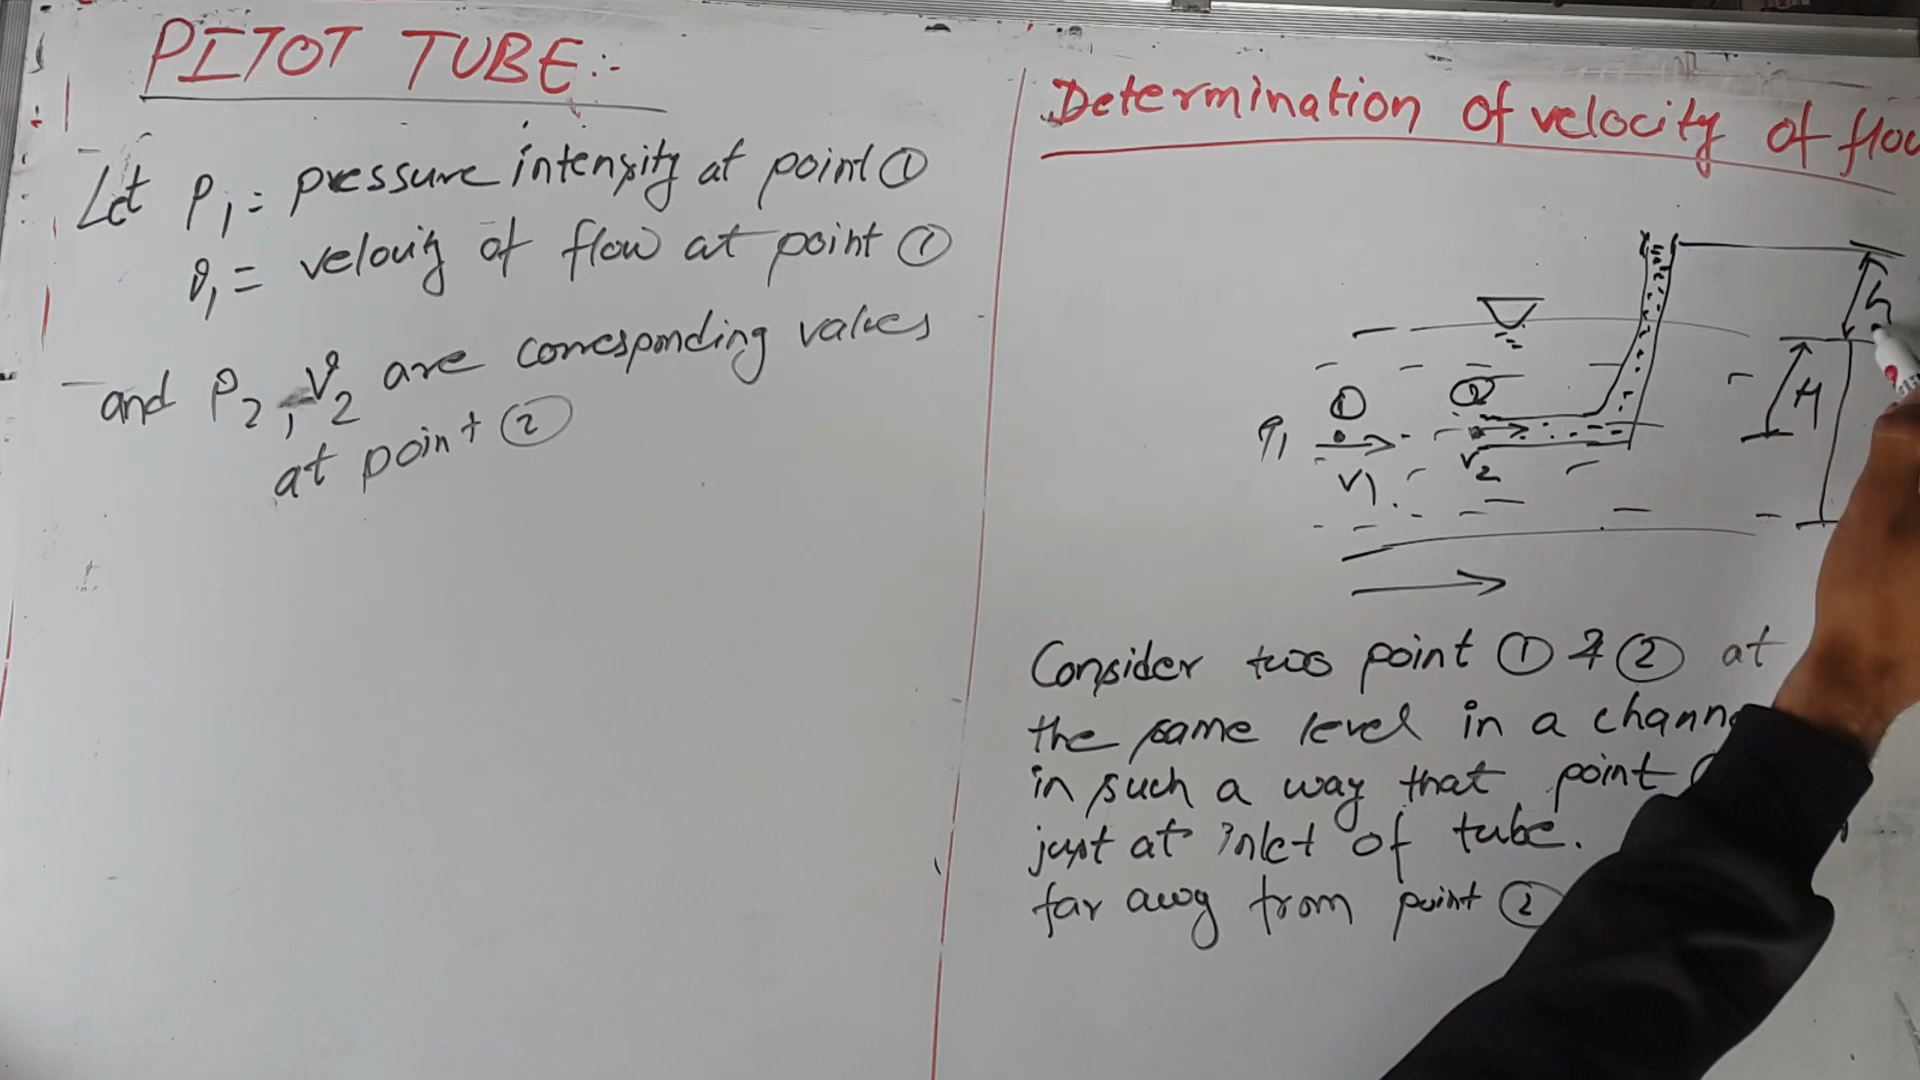 PITOT TUBE:-
Let P₁ = pressure intensity at point ①
v₁ = velocity of flow at point ①
and P₂, V₂ are corresponding values
at point ②
Determination of velocity of flow
h
H
① ②
P₁
V₁ V₂
Consider two point ① & ② at
the same level in a
in such a way that point
just at inlet of tube.
far away from point ②